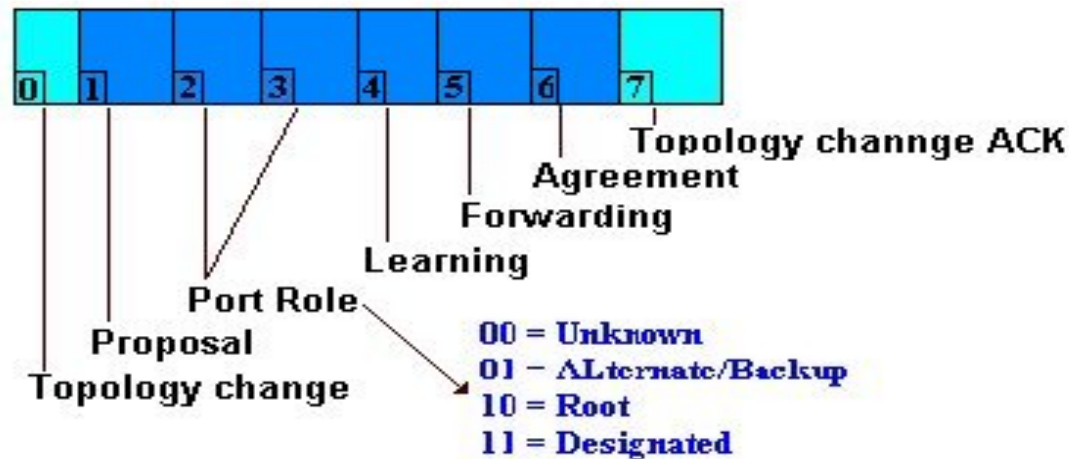 0 1 2 3 4 5 6 7
Topology channge ACK
Agreement
Forwarding
Learning
Port Role
Proposal
Topology change
00 = Unknown
01 = ALternate/Backup
10 = Root
11 = Designated